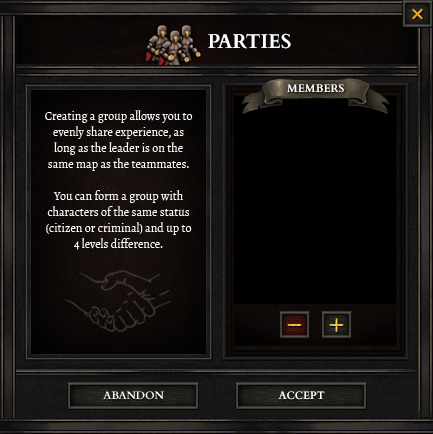 PARTIES
Creating a group allows you to
evenly share experience, as
long as the leader is on the
same map as the teammates.
You can form a group with
characters of the same status
(citizen or criminal) and up to
4 levels difference.
MEMBERS
ABANDON
ACCEPT